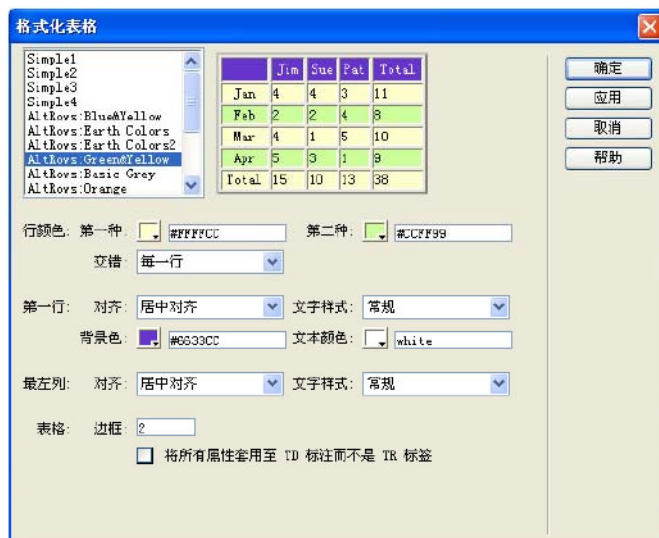 格式化表格
Simple1
Simple2
Simple3
Simple4
AltRows:Blue&Yellow
AltRows:Earth Colors
AltRows:Earth Colors2
AltRows:Green&Yellow
AltRows:Basic Grey
AltRows:Orange
Jim Sue Pat Total
Jan 4 4 3 11
Feb 2 2 4 8
Mar 4 1 5 10
Apr 5 3 1 9
Total 15 10 13 38
确定
应用
取消
帮助
行颜色: 第一种: #FFFFCC 第二种: #CCFF99
交错: 每一行
第一行: 对齐: 居中对齐 文字样式: 常规
背景色: #6633CC 文本颜色: white
最左列: 对齐: 居中对齐 文字样式: 常规
表格: 边框: 2
将所有属性套用至 TD 标注而不是 TR 标签